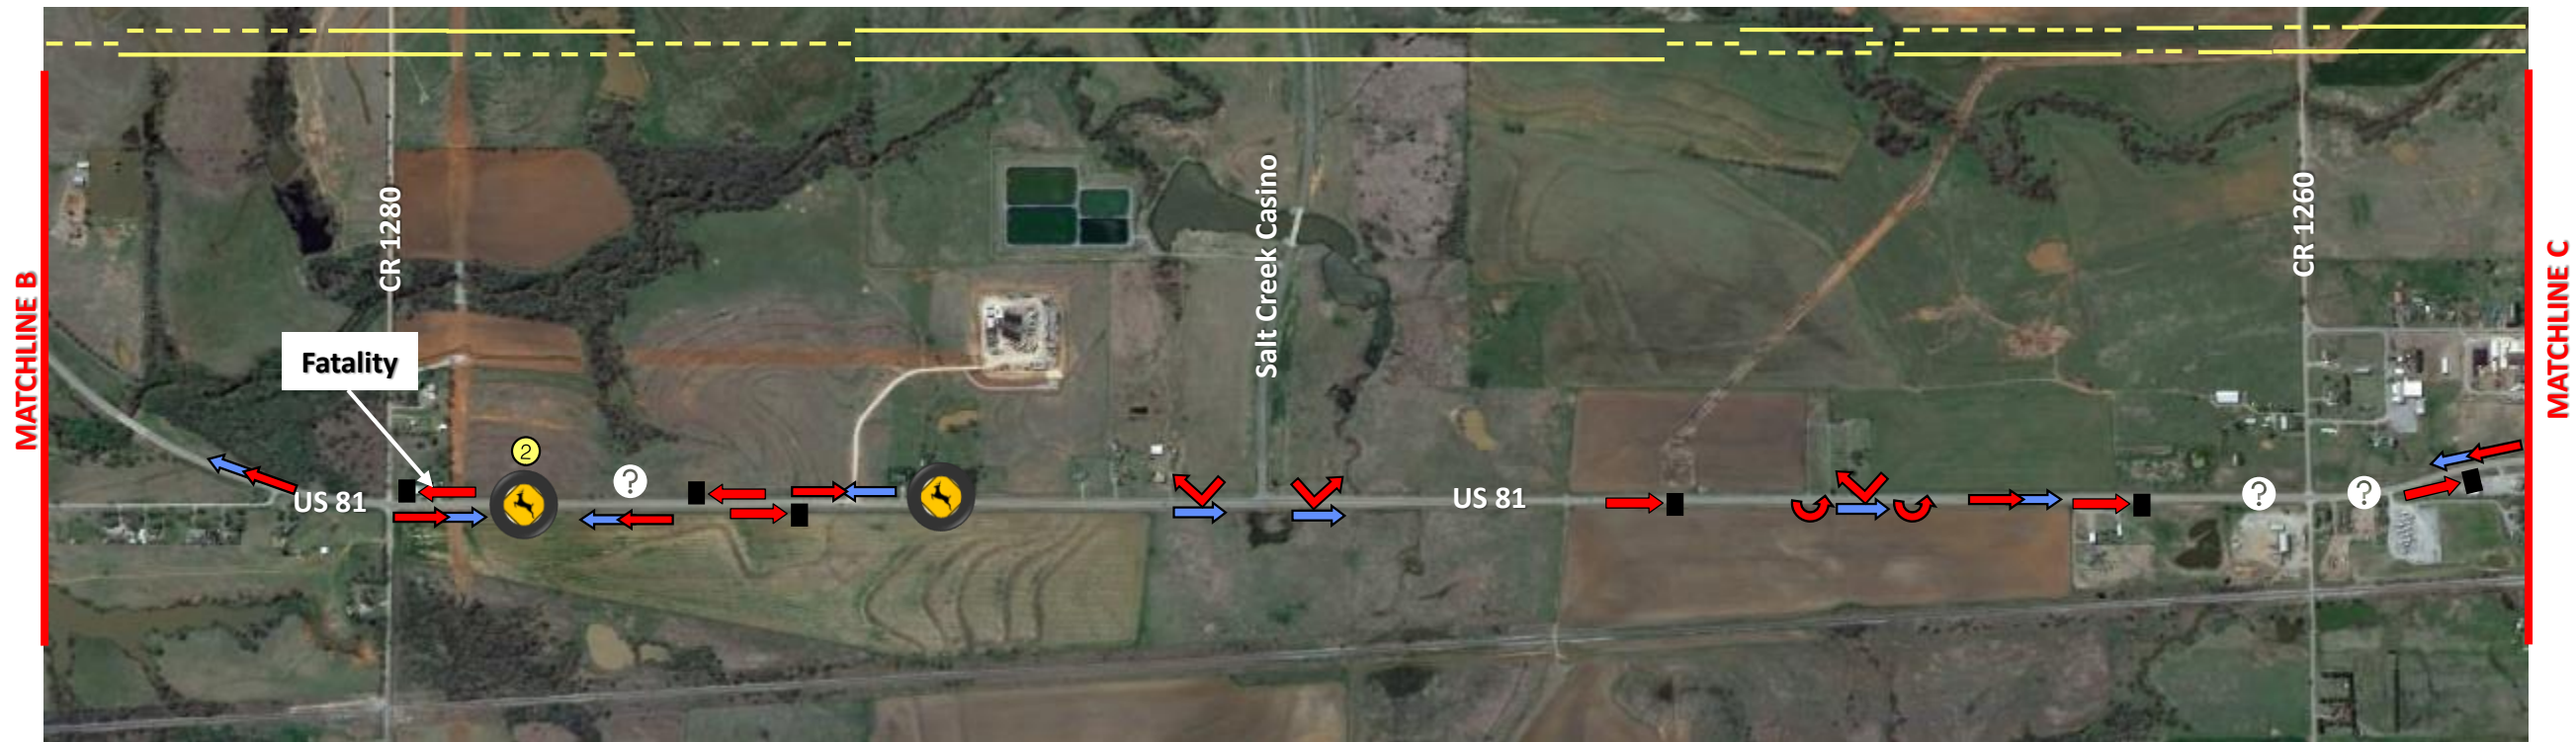 MATCHLINE B
CR 1280
Salt Creek Casino
CR 1260
MATCHLINE C
Fatality
2
?
?
?
US 81
US 81